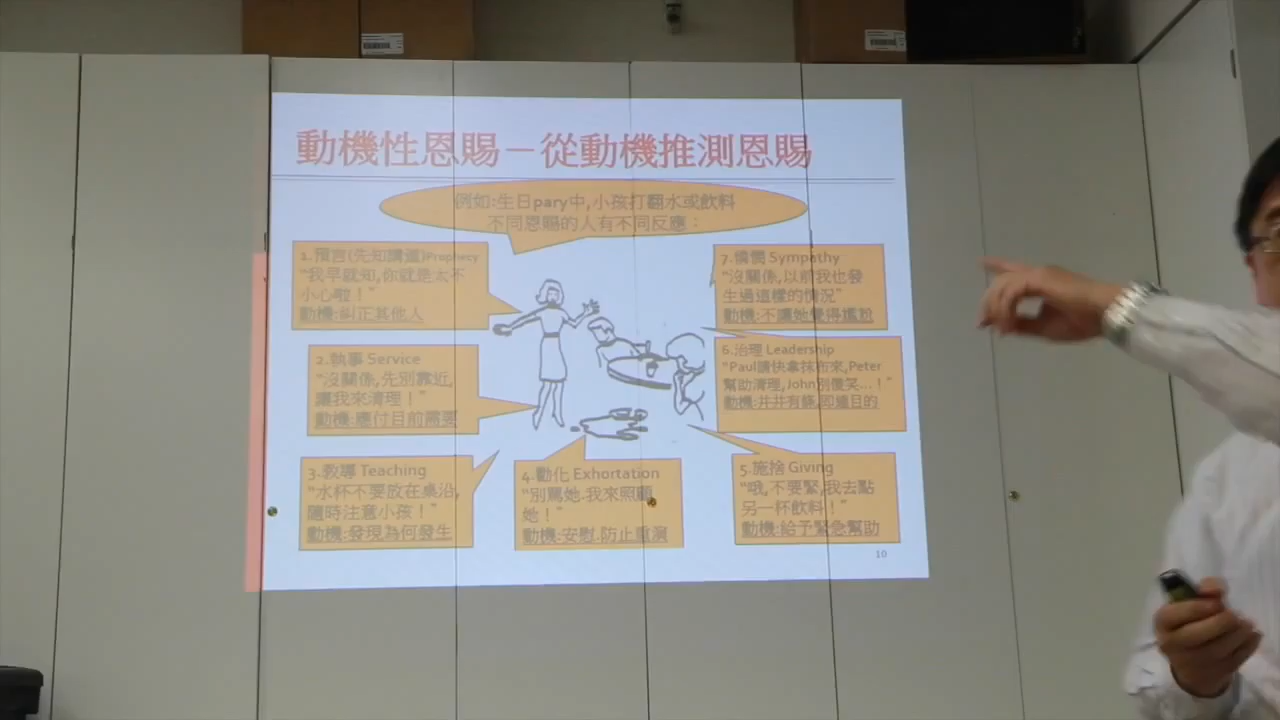 動機性恩賜－從動機推測恩賜
例如:生日pary中,小孩打翻水或飲料
不同恩賜的人有不同反應：
1.預言(先知講道)Prophecy
“我早就知,你就是太不
小心啦！”
動機:糾正其他人
2.執事 Service
“沒關係,先別靠近,
讓我來清理！”
動機:應付目前需要
3.教導 Teaching
“水杯不要放在桌沿,
隨時注意小孩！”
動機:發現為何發生
4.勸化 Exhortation
“別罵她.我來照顧
她！”
動機:安慰.防止重演
5.施捨 Giving
“哦,不要緊,我去點
另一杯飲料！”
動機:給予緊急幫助
6.治理 Leadership
“Paul請快拿抹布來,Peter
幫助清理,John別微笑…！”
動機:井井有條,即達目的
7.憐憫 Sympathy
“沒關係,以前我也發
生過這樣的情況”
動機:不讓她覺得尷尬
10